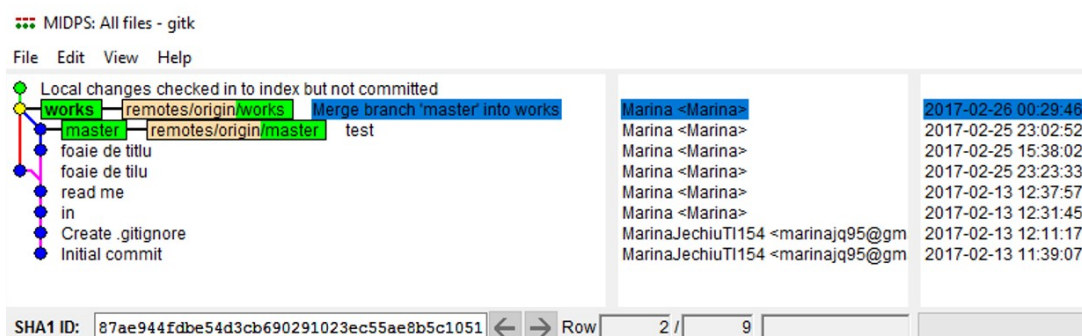 MIDPS: All files - gitk
File Edit View Help
Local changes checked in to index but not committed
works remotes/origin/works Merge branch 'master' into works Marina <Marina> 2017-02-26 00:29:46
master remotes/origin/master test Marina <Marina> 2017-02-25 23:02:52
foaie de titlu Marina <Marina> 2017-02-25 15:38:02
foaie de tilu Marina <Marina> 2017-02-25 23:23:33
read me Marina <Marina> 2017-02-13 12:37:57
in Marina <Marina> 2017-02-13 12:31:45
Create .gitignore MarinaJechiuTI154 <marinajq95@gm 2017-02-13 12:11:17
Initial commit MarinaJechiuTI154 <marinajq95@gm 2017-02-13 11:39:07
SHA1 ID: 87ae944fdbe54d3cb690291023ec55ae8b5c1051 Row 2 / 9